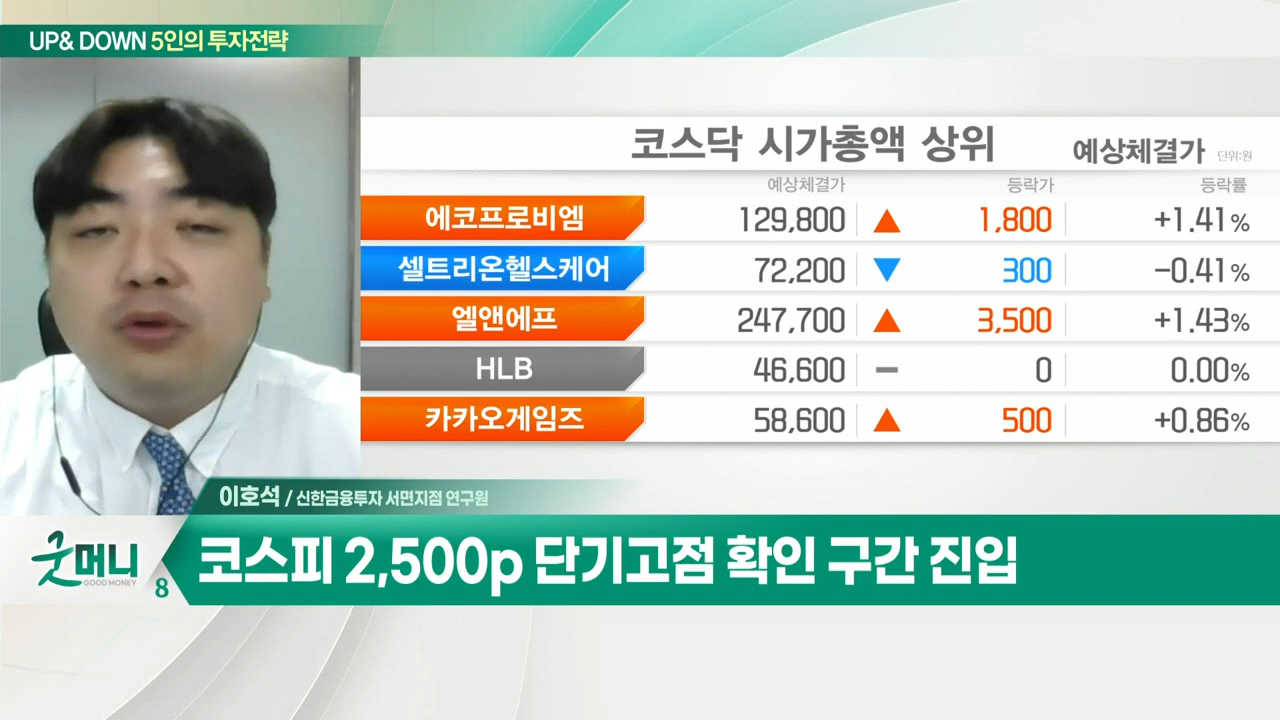 UP& DOWN 5인의 투자전략
코스닥 시가총액 상위 예상체결가 단위:원
예상체결가 등락가 등락률
에코프로비엠 129,800 ▲ 1,800 +1.41%
셀트리온헬스케어 72,200 ▼ 300 -0.41%
엘앤에프 247,700 ▲ 3,500 +1.43%
HLB 46,600 - 0 0.00%
카카오게임즈 58,600 ▲ 500 +0.86%
이호석 / 신한금융투자 서면지점 연구원
굿머니
GOOD MONEY
8
코스피 2,500p 단기고점 확인 구간 진입